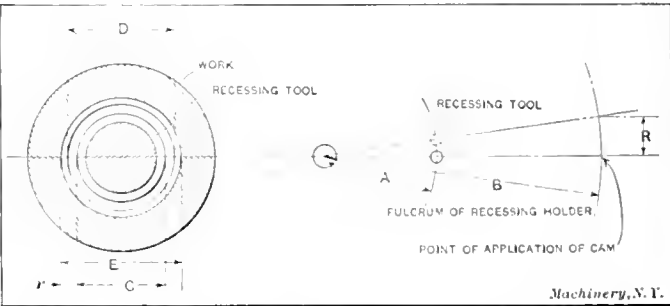 D
WORK
RECESSING TOOL
RECESSING TOOL
R
A
B
FULCRUM OF RECESSING HOLDER
POINT OF APPLICATION OF CAM
E
r
C
Machinery, N. Y.